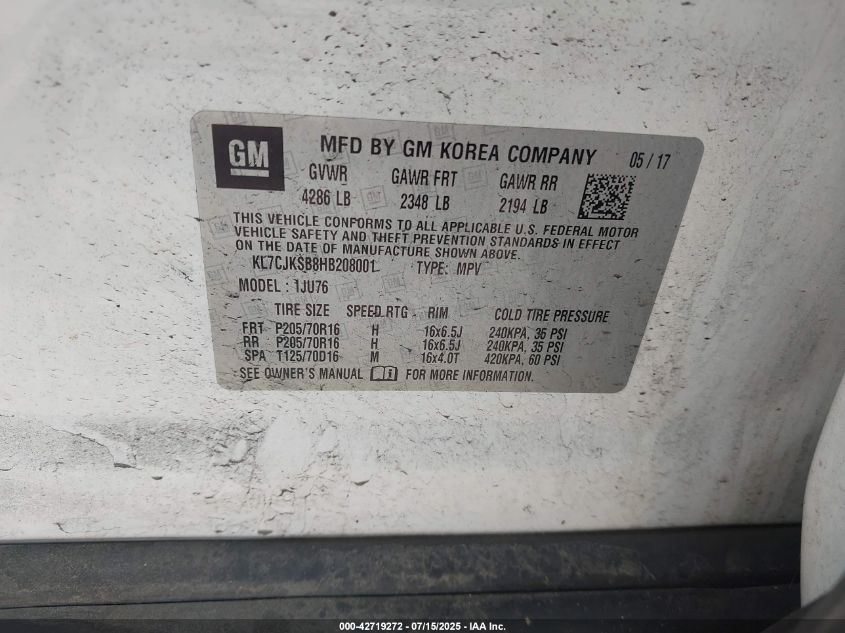 GM
MFD BY GM KOREA COMPANY 05 / 17
GVWR GAWR FRT GAWR RR
4286 LB 2348 LB 2194 LB
THIS VEHICLE CONFORMS TO ALL APPLICABLE U.S. FEDERAL MOTOR
VEHICLE SAFETY AND THEFT PREVENTION STANDARDS IN EFFECT
ON THE DATE OF MANUFACTURE SHOWN ABOVE.
KL7CJKSB8HB208001 TYPE: MPV
MODEL : 1JU76
TIRE SIZE SPEED RTG RIM COLD TIRE PRESSURE
FRT P205/70R16 H 16x6.5J 240KPA, 35 PSI
RR P205/70R16 H 16x6.5J 240KPA, 35 PSI
SPA T125/70D16 M 16x4.0T 420KPA, 60 PSI
SEE OWNER'S MANUAL FOR MORE INFORMATION.
000-42719272 - 07/15/2025 - IAA Inc.